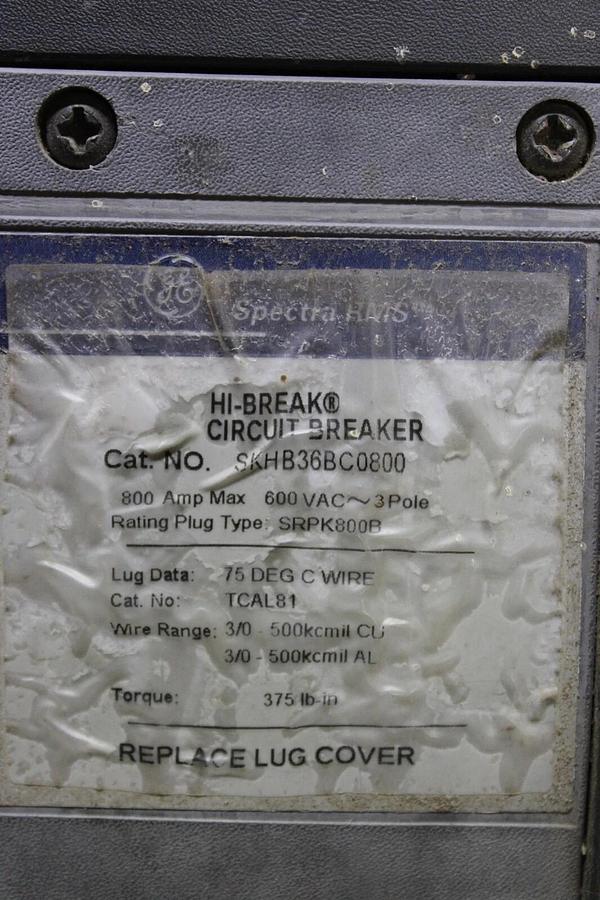 GE
Spectra RMS™
HI-BREAK®
CIRCUIT BREAKER
Cat. NO. SKHB36BC0800
800 Amp Max 600 VAC～ 3 Pole
Rating Plug Type: SRPK800B
Lug Data: 75 DEG C WIRE
Cat. No: TCAL81
Wire Range: 3/0 - 500kcmil CU
3/0 - 500kcmil AL
Torque: 375 lb-in
REPLACE LUG COVER